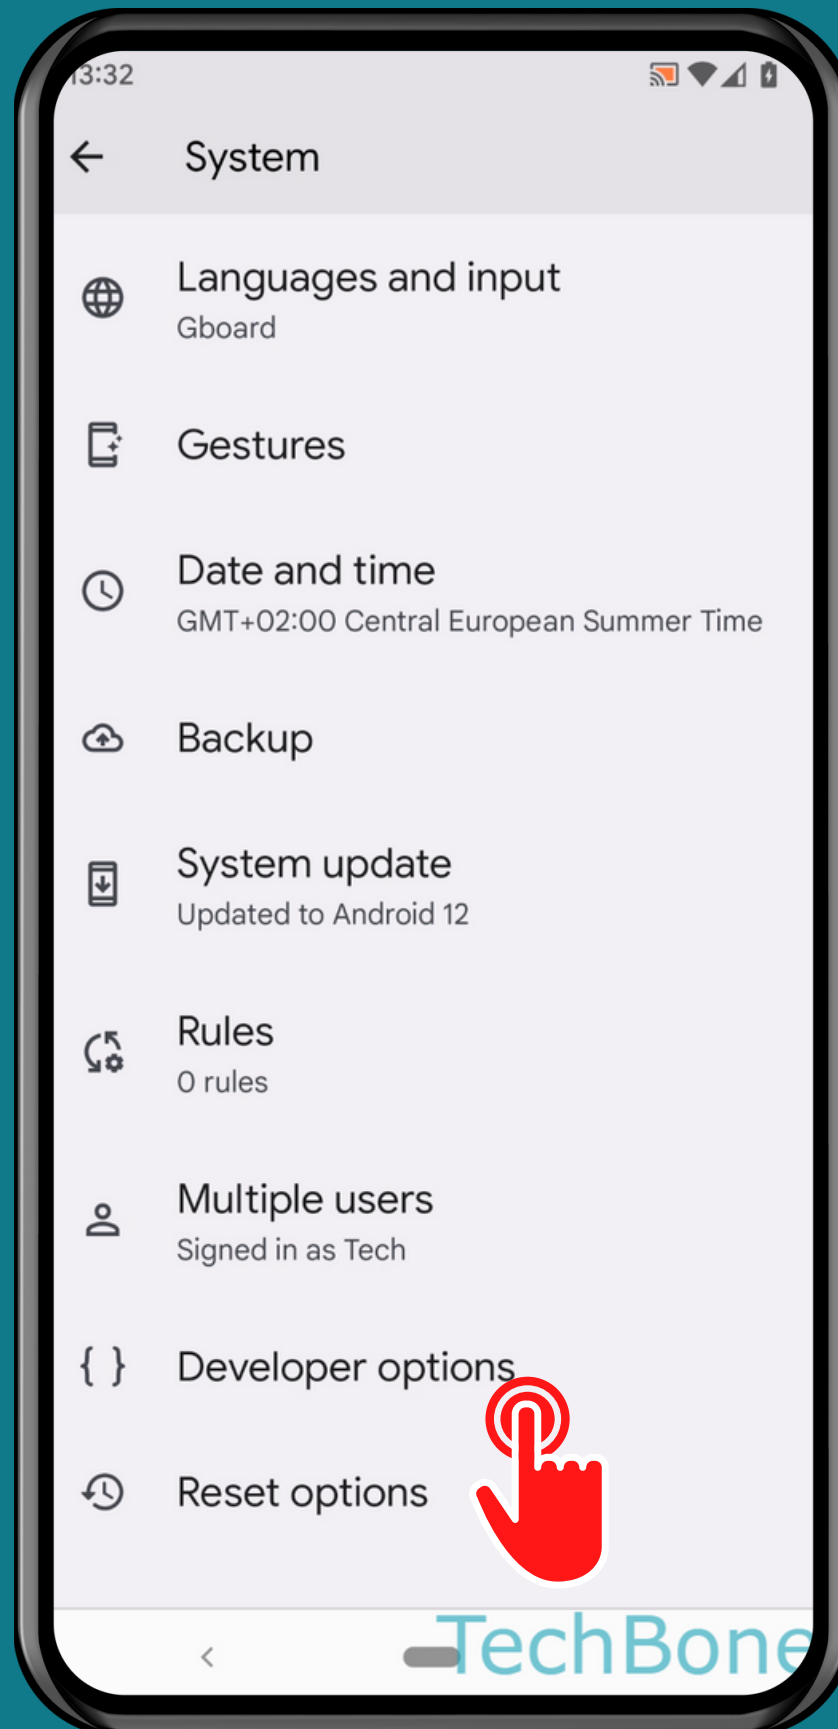 13:32
System
Languages and input
Gboard
Gestures
Date and time
GMT+02:00 Central European Summer Time
Backup
System update
Updated to Android 12
Rules
0 rules
Multiple users
Signed in as Tech
{ } Developer options
Reset options
TechBone